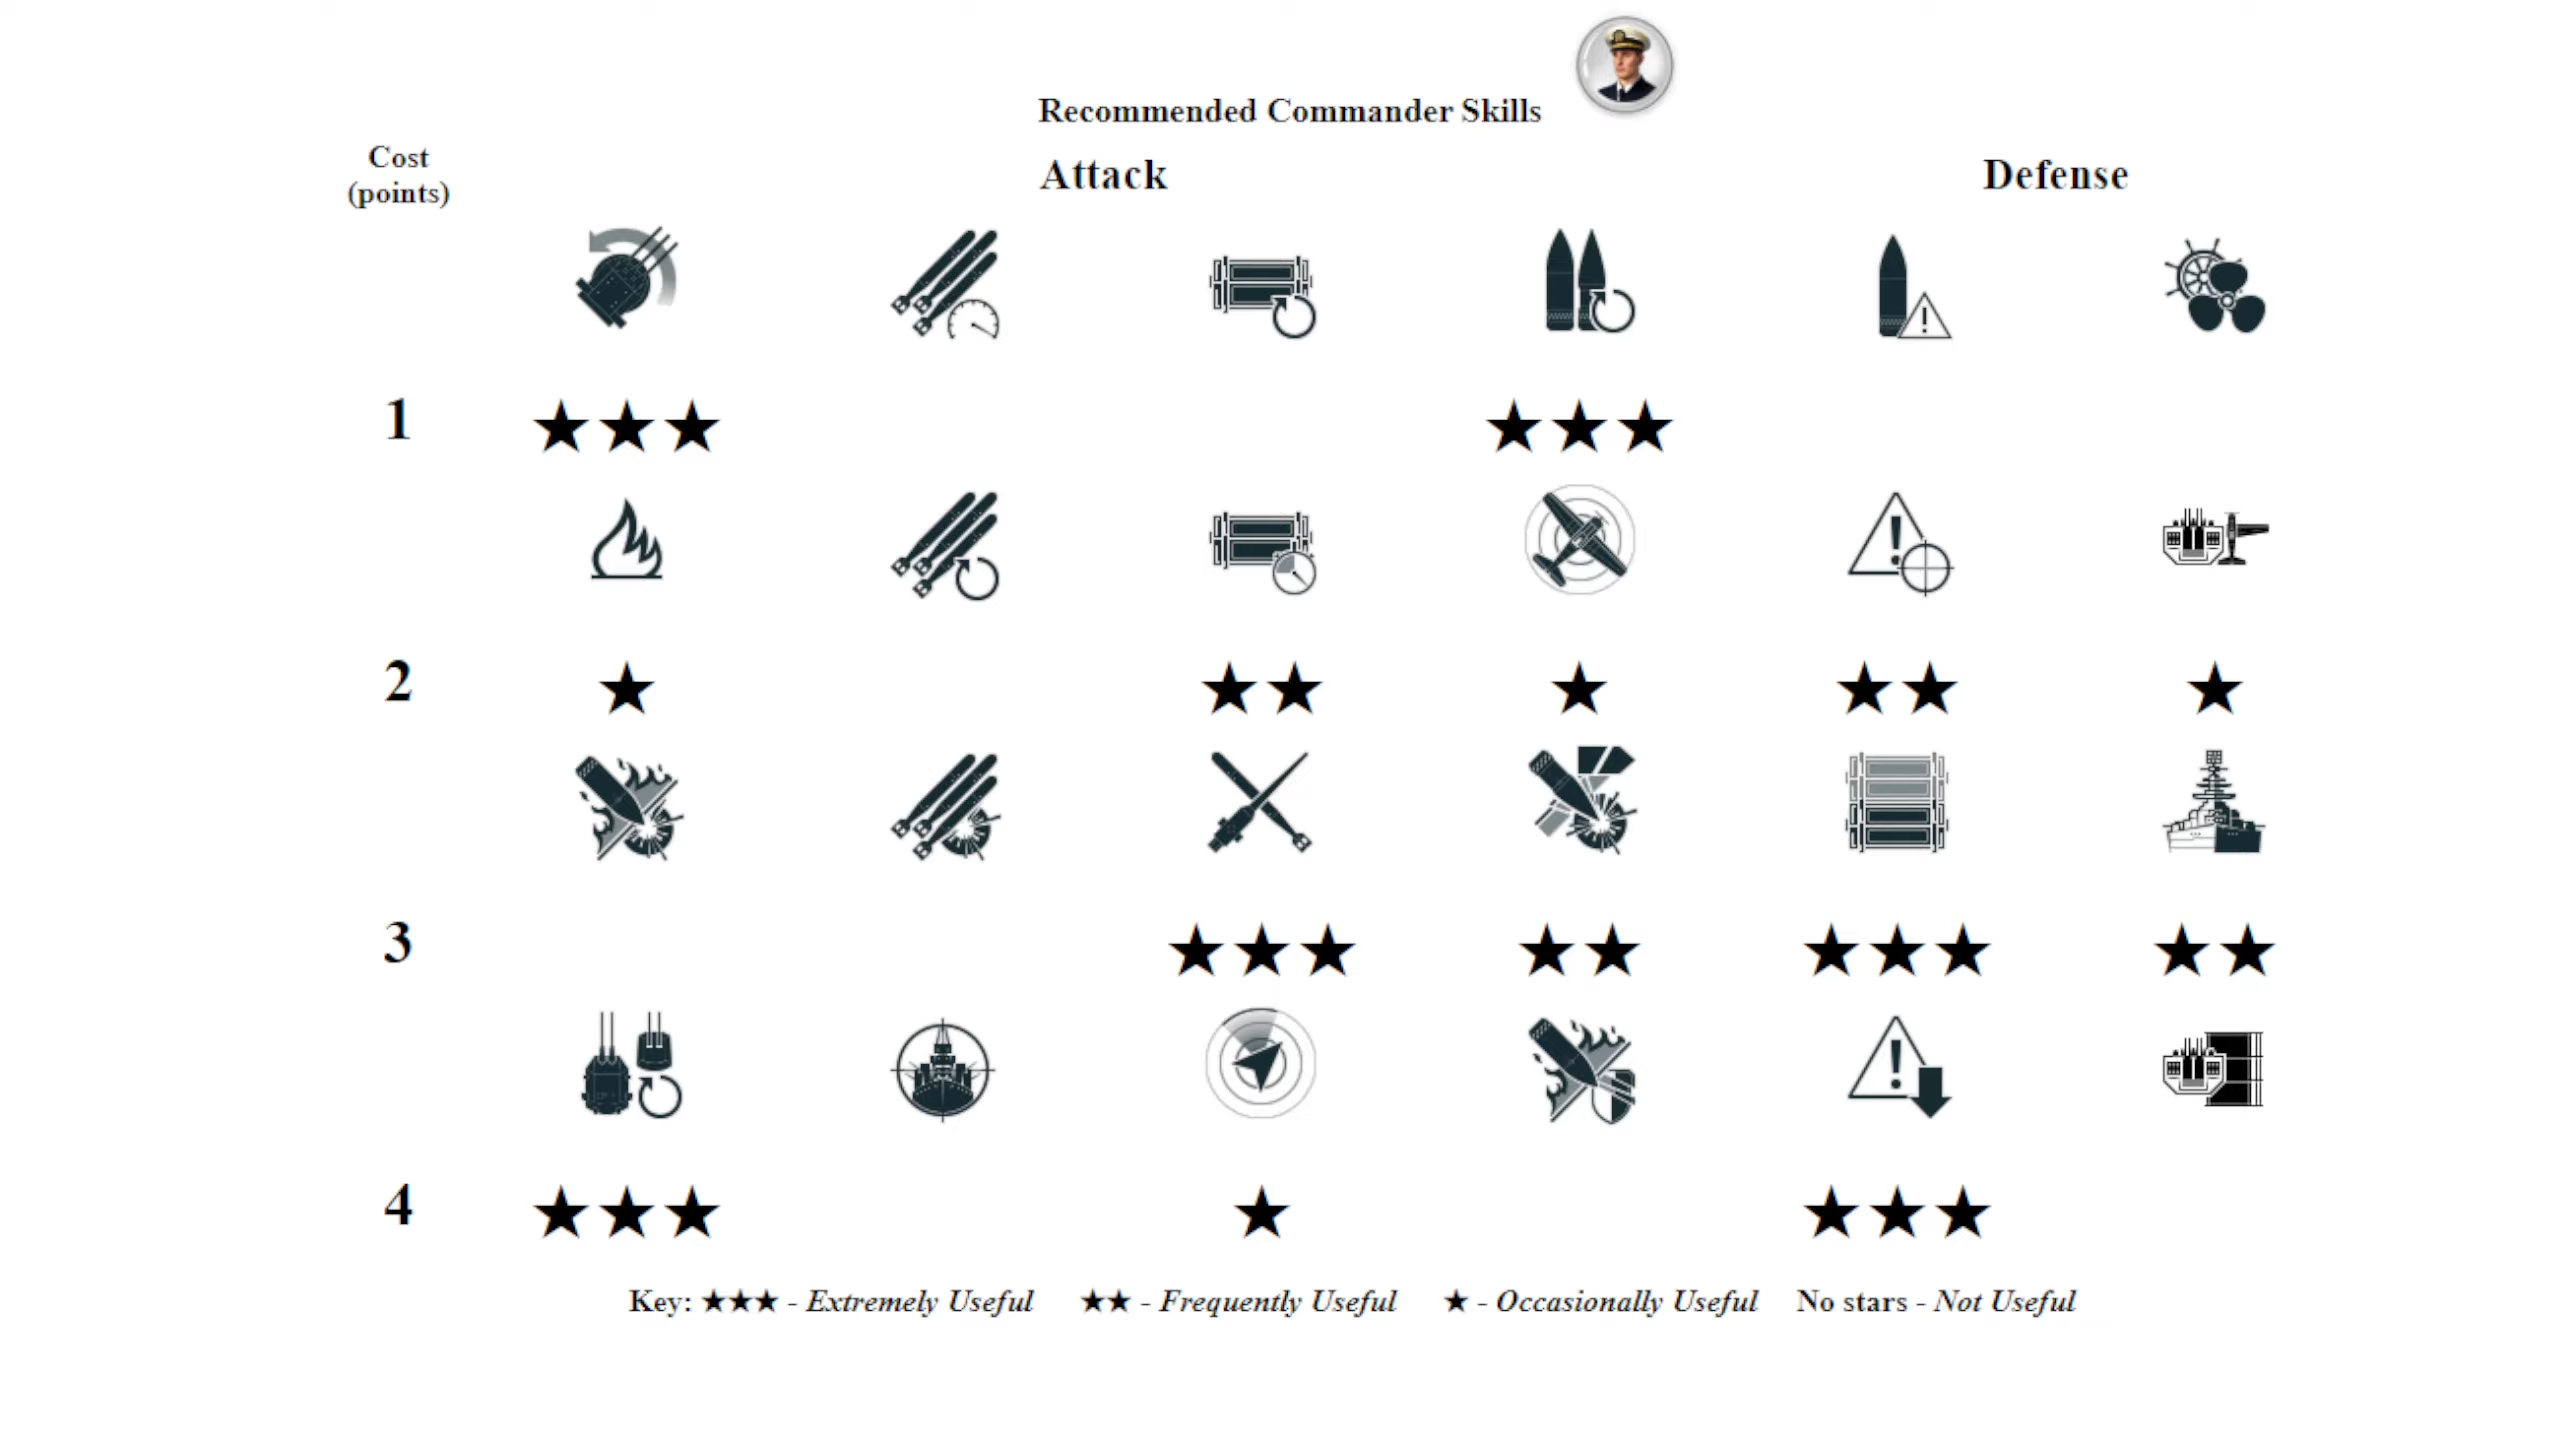 Recommended Commander Skills
Cost
(points)
Attack Defense
1 ★★★ ★★★
2 ★ ★★ ★ ★★ ★
3 ★★★ ★★ ★★★ ★★
4 ★★★ ★ ★★★
Key: ★★★ - Extremely Useful ★★ - Frequently Useful ★ - Occasionally Useful No stars - Not Useful